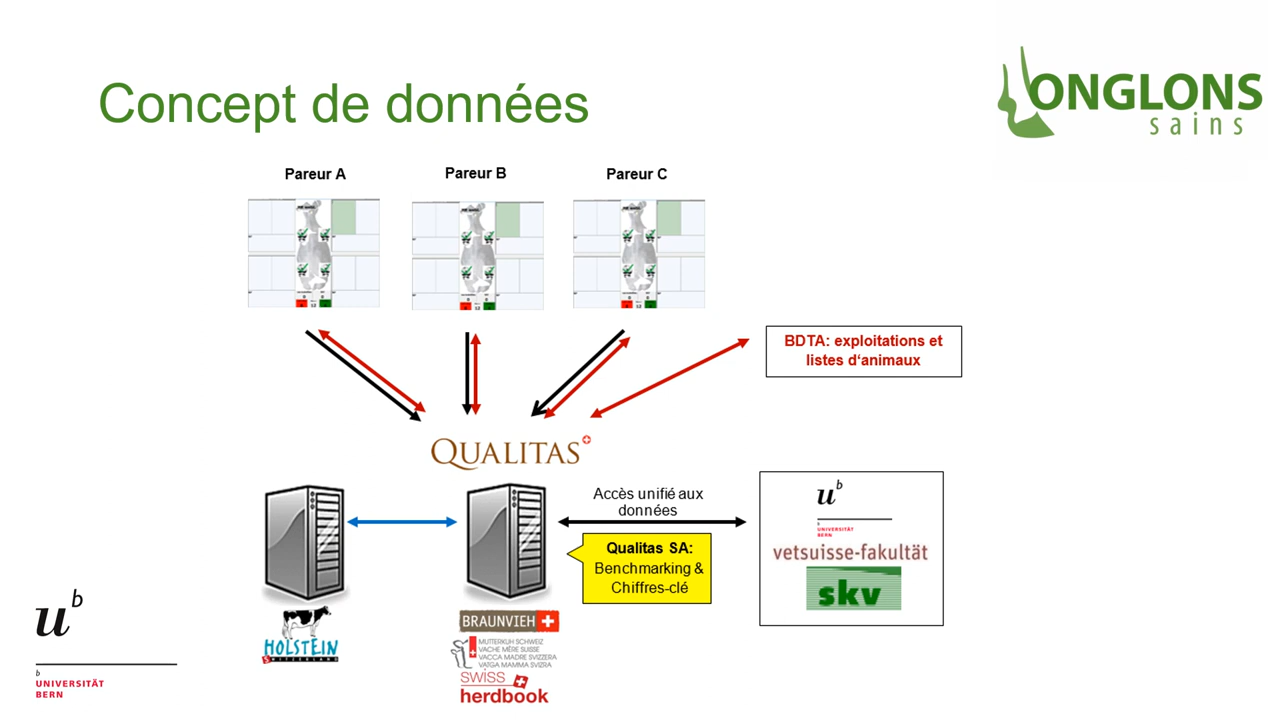 Concept de données
ONGLONS
sains
Pareur A
Pareur B
Pareur C
BDTA: exploitations et
listes d‘animaux
QUALITAS
Accès unifié aux
données
Qualitas SA:
Benchmarking &
Chiffres-clé
u b
b
UNIVERSITÄT
BERN
vetsuisse-fakultät
skv
HOLSTEIN
SWITZERLAND
BRAUNVIEH
MUTTERKUH SCHWEIZ
VACHE MÈRE SUISSE
VACCA MADRE SVIZZERA
VATGA MAMMA SVIZRA
swiss
herdbook
u b
b
UNIVERSITÄT
BERN